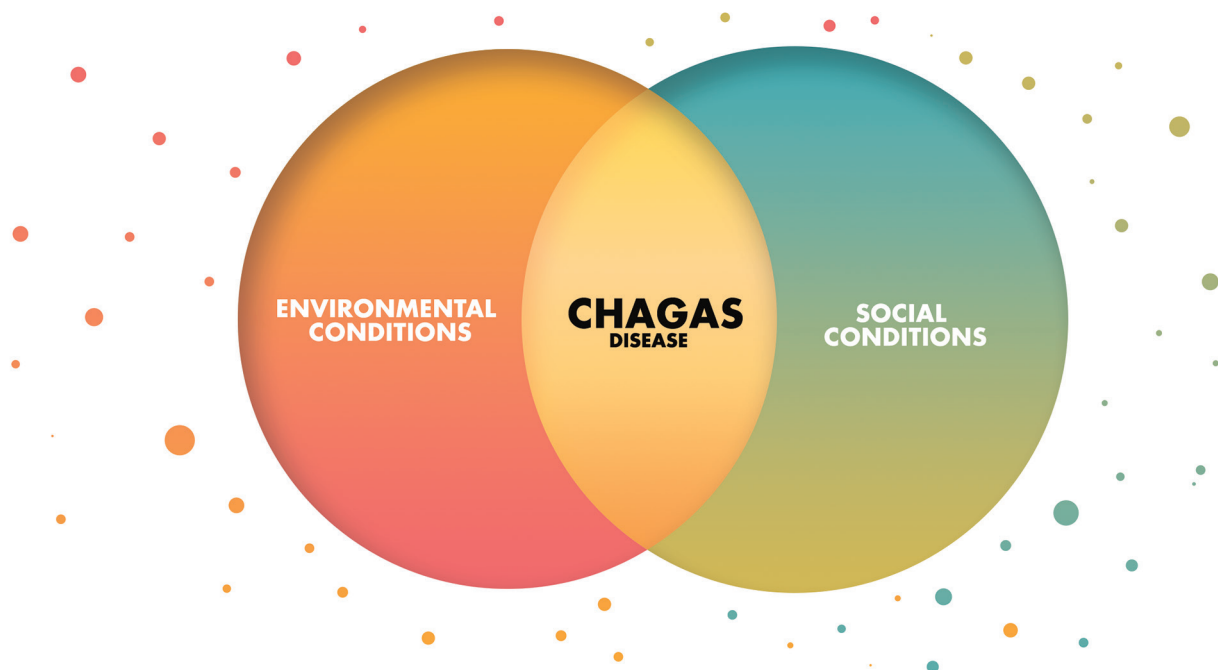 ENVIRONMENTAL
CONDITIONS
CHAGAS
DISEASE
SOCIAL
CONDITIONS